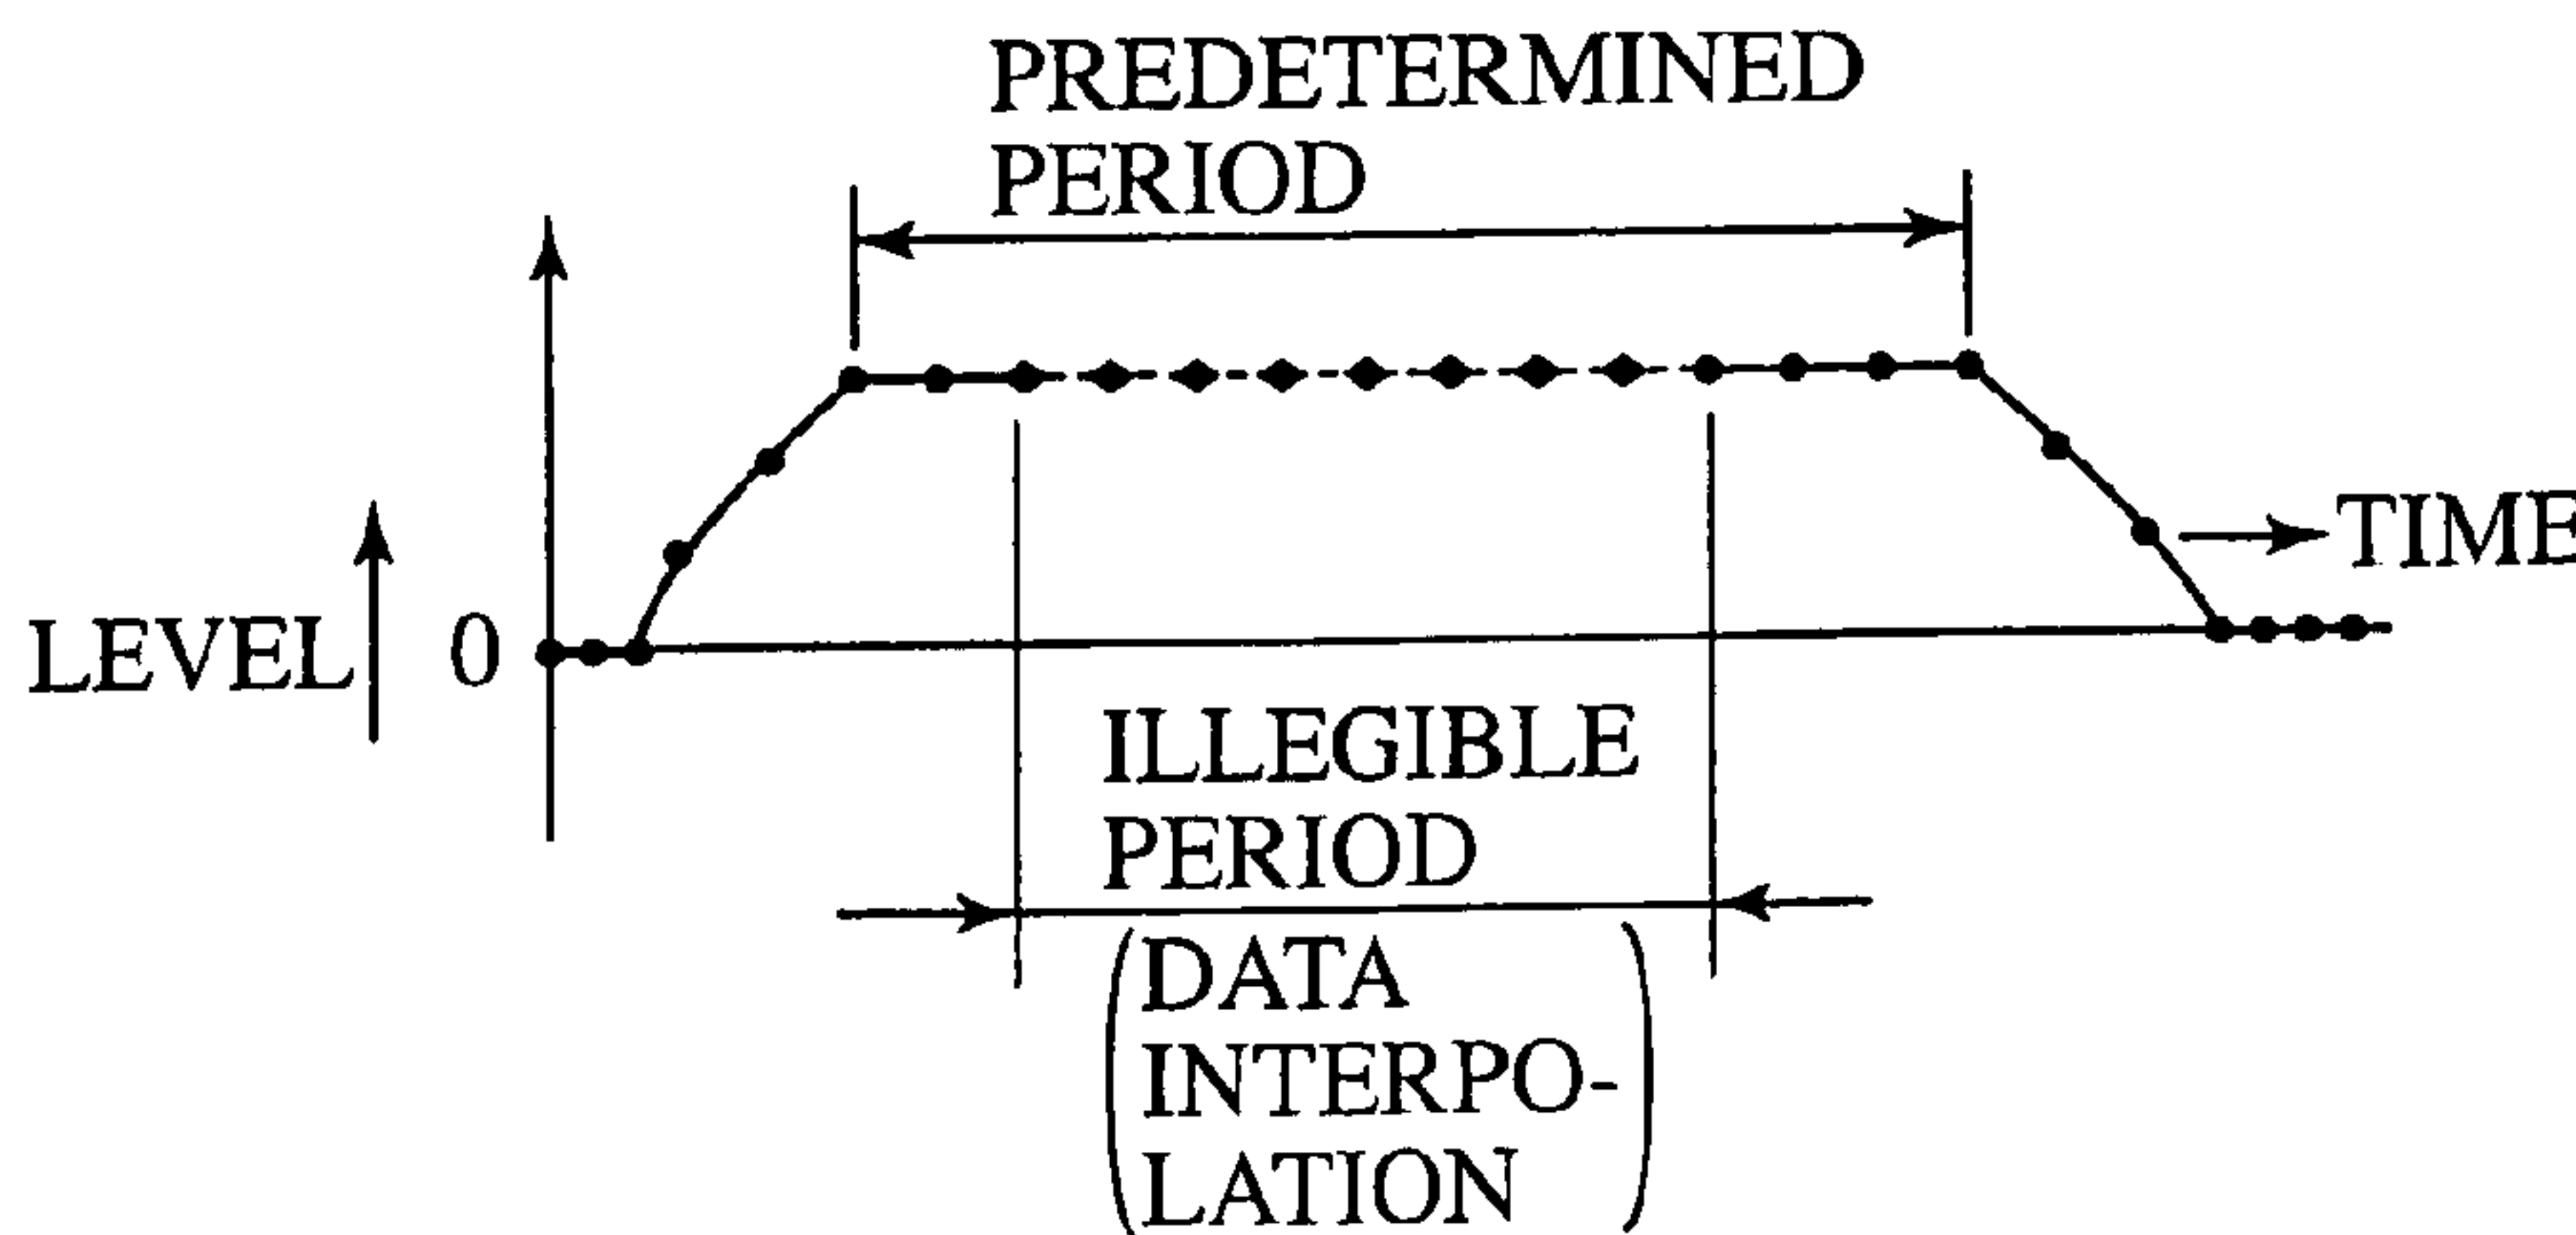 PREDETERMINED
PERIOD
TIME
LEVEL 0
ILLEGIBLE
PERIOD
(DATA
INTERPO-
LATION)